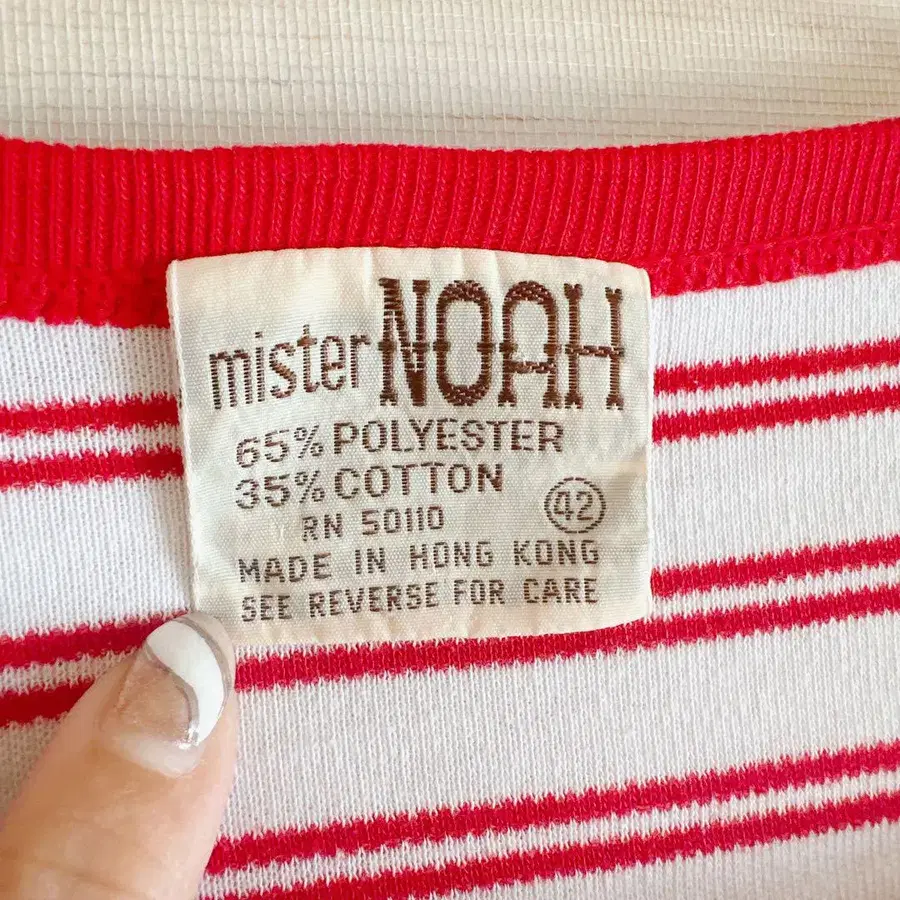 mister NOAH
65% POLYESTER
35% COTTON
RN 50110
42
MADE IN HONG KONG
SEE REVERSE FOR CARE